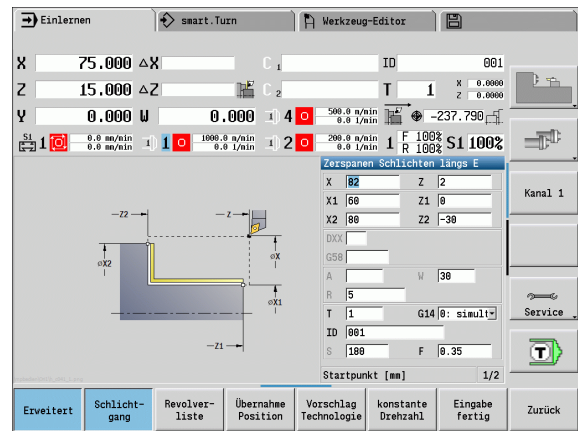 Einlernen
smart.Turn
Werkzeug-Editor
X 75.000 ΔX C 1 ID 001
Z 15.000 ΔZ C 2 T 1 X 0.0000 Z 0.0000
Y 0.000 W 0.000 4 0 500.0 m/min 0.0 1/min -237.790
S1 1 0.0 mm/min 0.0 mm/min 1 0 1000.0 m/min 0.0 1/min 2 0 200.0 m/min 0.0 1/min 1 F 100% R 100% S1 100%
Zerspanen Schlichten längs E
X 82 Z 2
X1 60 Z1 0
X2 80 Z2 -30
DXX
G58
A W 30
R 5
T 1 G14 0: simult
ID 001
S 180 F 0.35
Startpunkt [mm] 1/2
-Z2
-Z
øX2
øX
øX1
-Z1
Kanal 1
Service
T
Erweitert
Schlicht-
gang
Revolver-
liste
Übernahme
Position
Vorschlag
Technologie
konstante
Drehzahl
Eingabe
fertig
Zurück